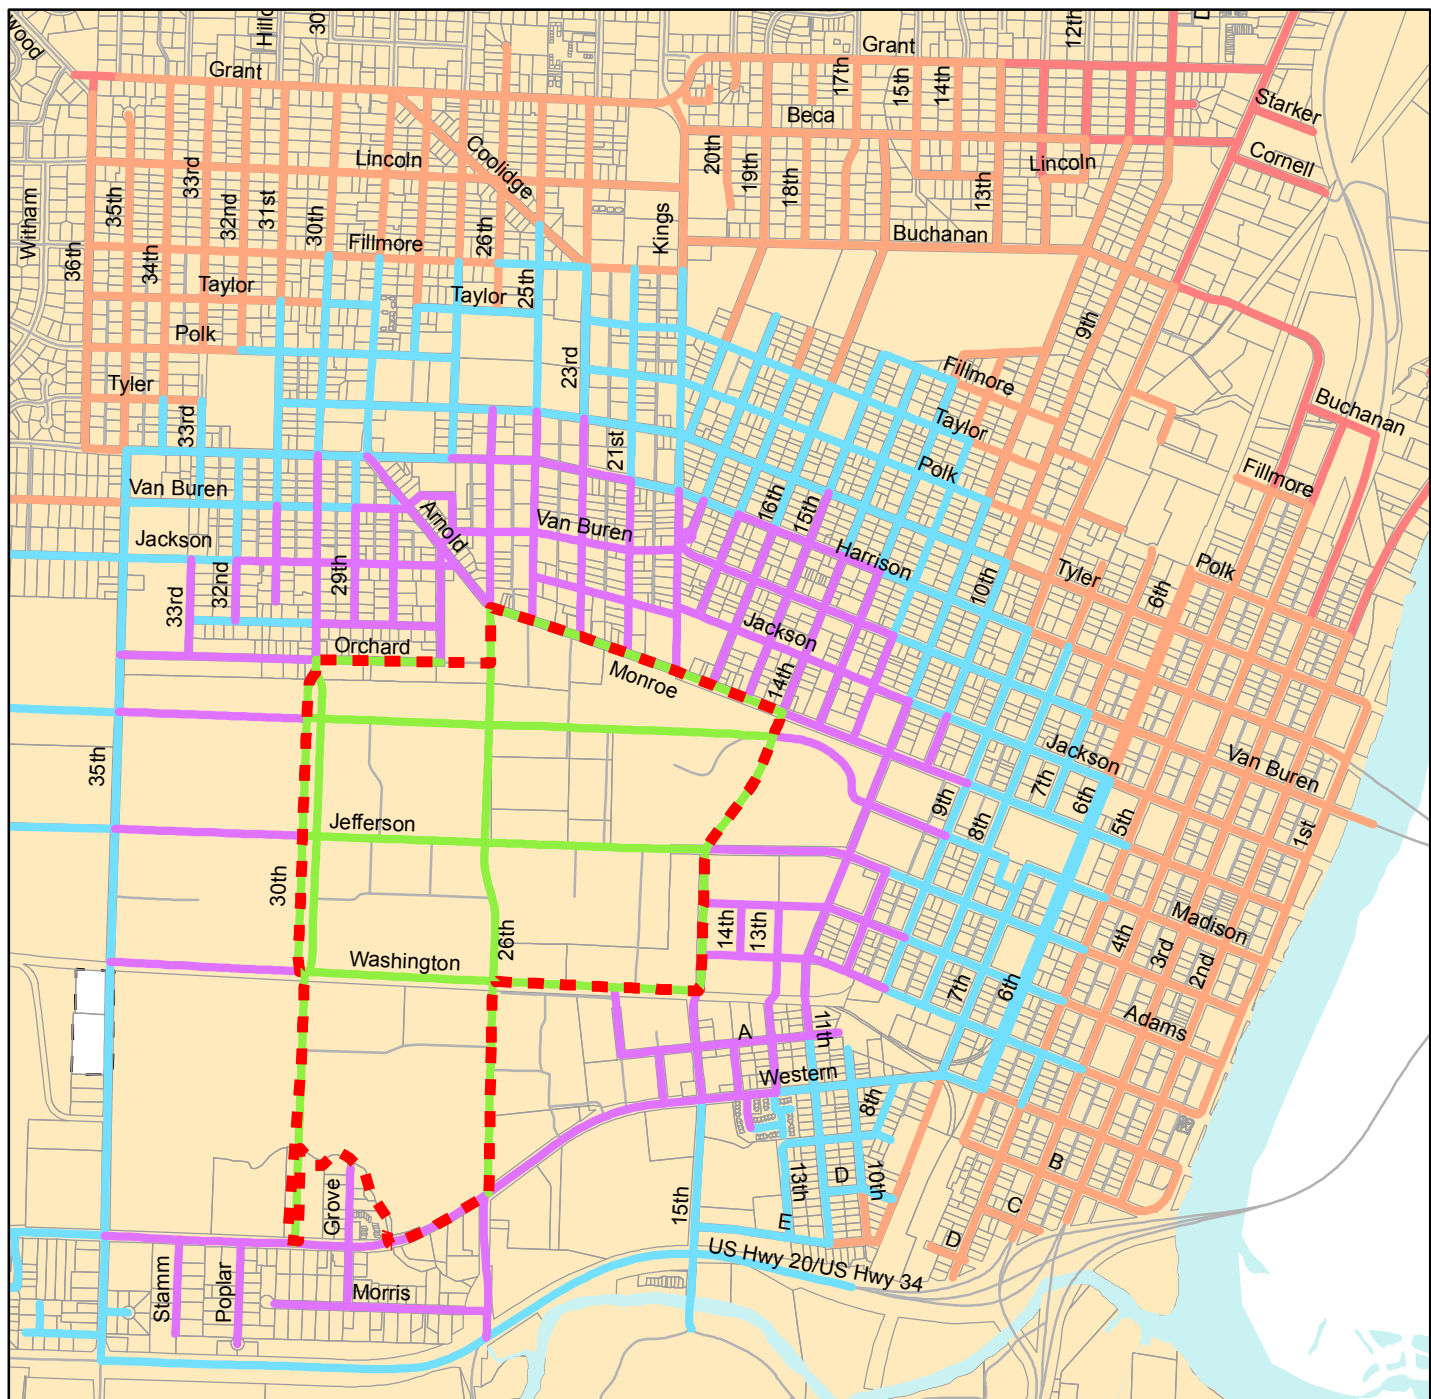 wood
Hillc
30th
12th
Grant
Grant
17th
15th
14th
Starker
Beca
Cornell
Lincoln
Coolidge
20th
19th
18th
13th
Lincoln
Witham
36th
35th
34th
33rd
32nd
31st
30th
Fillmore
26th
Kings
Buchanan
Taylor
Taylor
25th
Polk
9th
23rd
Fillmore
Tyler
33rd
Taylor
Buchanan
21st
Polk
Fillmore
Van Buren
Arnold
Van Buren
16th
15th
Jackson
Harrison
10th
Tyler
6th
Polk
33rd
32nd
29th
Orchard
Jackson
Monroe
14th
35th
Jackson
Van Buren
7th
6th
5th
9th
8th
1st
Jefferson
30th
26th
Washington
14th
13th
Madison
4th
3rd
2nd
7th
6th
Adams
11th
A
Western
8th
B
13th
D
10th
Grove
15th
C
E
D
US Hwy 20/US Hwy 34
Stamm
Poplar
Morris